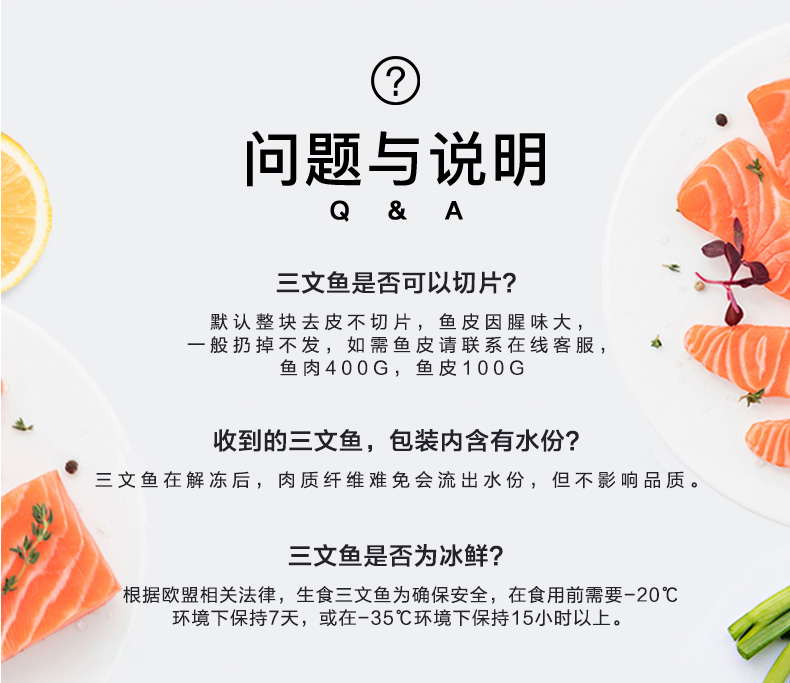 ?
问题与说明
Q & A
三文鱼是否可以切片?
默认整块去皮不切片，鱼皮因腥味大，
一般扔掉不发，如需鱼皮请联系在线客服，
鱼肉400G，鱼皮100G
收到的三文鱼，包装内含有水份?
三文鱼在解冻后，肉质纤维难免会流出水份，但不影响品质。
三文鱼是否为冰鲜?
根据欧盟相关法律，生食三文鱼为确保安全，在食用前需要-20℃
环境下保持7天，或在-35℃环境下保持15小时以上。